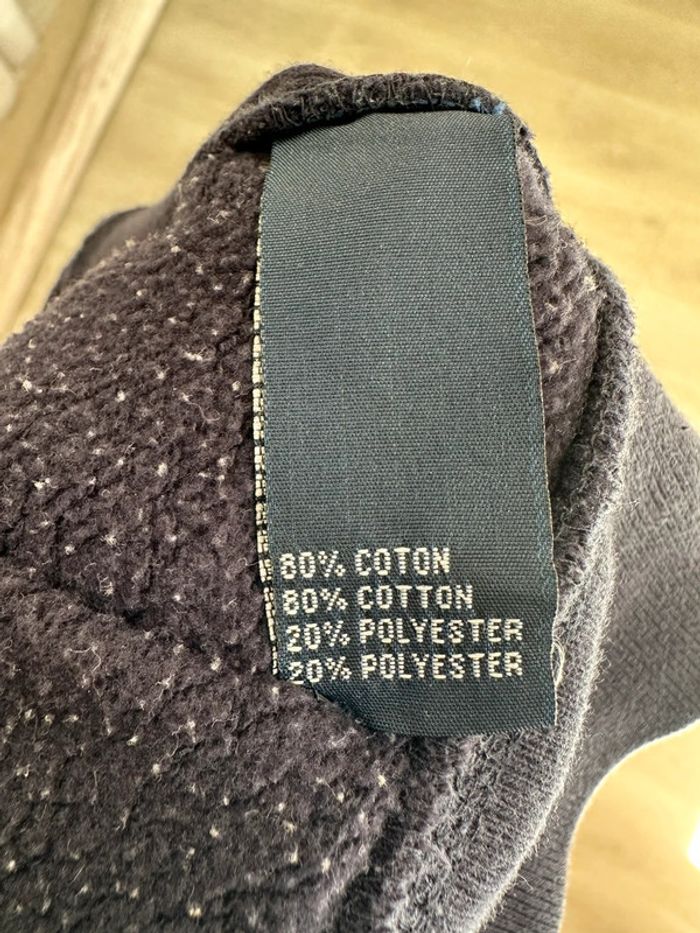 80% COTON
80% COTTON
20% POLYESTER
20% POLYESTER